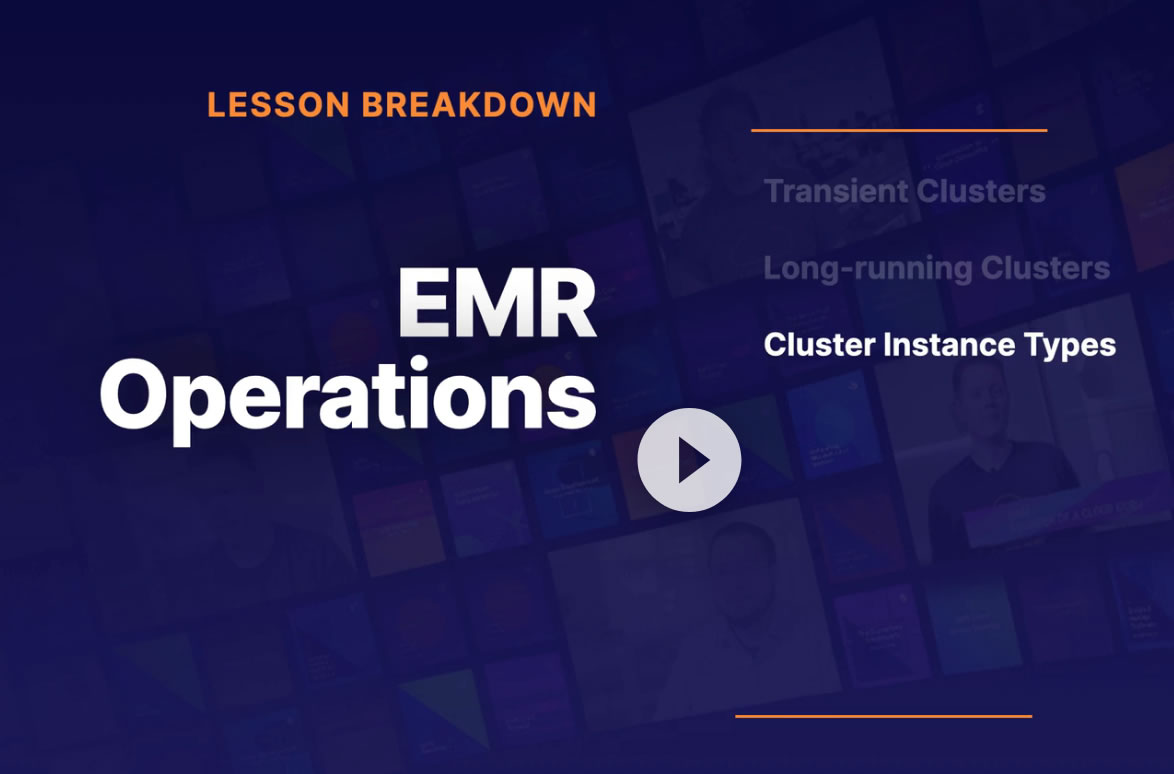 LESSON BREAKDOWN
EMR
Operations
Transient Clusters
Long-running Clusters
Cluster Instance Types